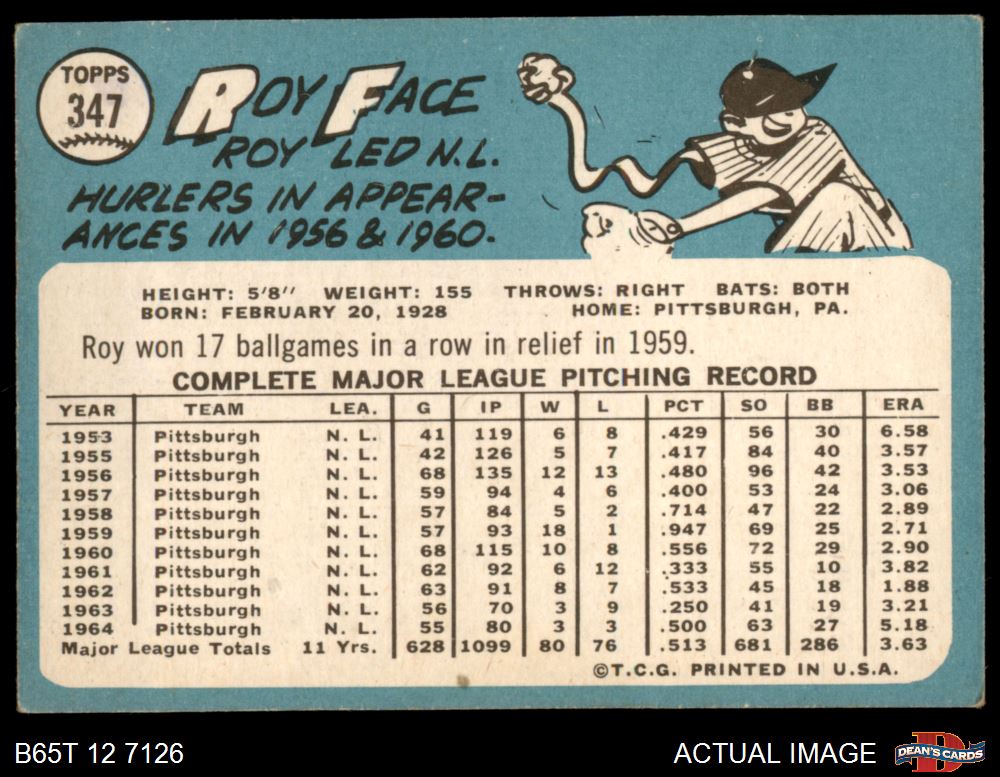 TOPPS
347
ROY FACE
ROY LED N.L.
HURLERS IN APPEAR-
ANCES IN 1956 & 1960.
HEIGHT: 5'8" WEIGHT: 155 THROWS: RIGHT BATS: BOTH
BORN: FEBRUARY 20, 1928 HOME: PITTSBURGH, PA.
Roy won 17 ballgames in a row in relief in 1959.
COMPLETE MAJOR LEAGUE PITCHING RECORD
YEAR TEAM LEA. G IP W L PCT SO BB ERA
1953 Pittsburgh N. L. 41 119 6 8 .429 56 30 6.58
1955 Pittsburgh N. L. 42 126 5 7 .417 84 40 3.57
1956 Pittsburgh N. L. 68 135 12 13 .480 96 42 3.53
1957 Pittsburgh N. L. 59 94 4 6 .400 53 24 3.06
1958 Pittsburgh N. L. 57 84 5 2 .714 47 22 2.89
1959 Pittsburgh N. L. 57 93 18 1 .947 69 25 2.71
1960 Pittsburgh N. L. 68 115 10 8 .556 72 29 2.90
1961 Pittsburgh N. L. 62 92 6 12 .333 55 10 3.82
1962 Pittsburgh N. L. 63 91 8 7 .533 45 18 1.88
1963 Pittsburgh N. L. 56 70 3 9 .250 41 19 3.21
1964 Pittsburgh N. L. 55 80 3 3 .500 63 27 5.18
Major League Totals 11 Yrs. 628 1099 80 76 .513 681 286 3.63
©T.C.G. PRINTED IN U.S.A.
B65T 12 7126 ACTUAL IMAGE D DEAN'S CARDS